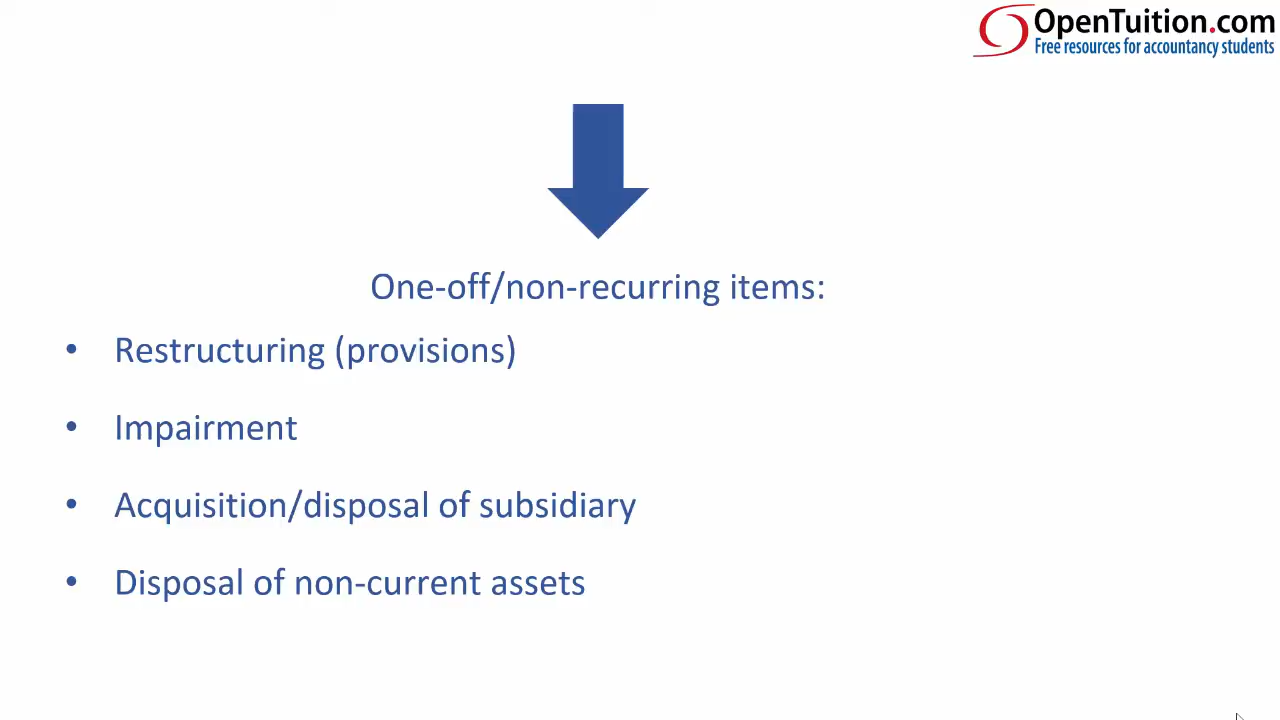 OpenTuition.com
Free resources for accountancy students
One-off/non-recurring items:
• Restructuring (provisions)
• Impairment
• Acquisition/disposal of subsidiary
• Disposal of non-current assets